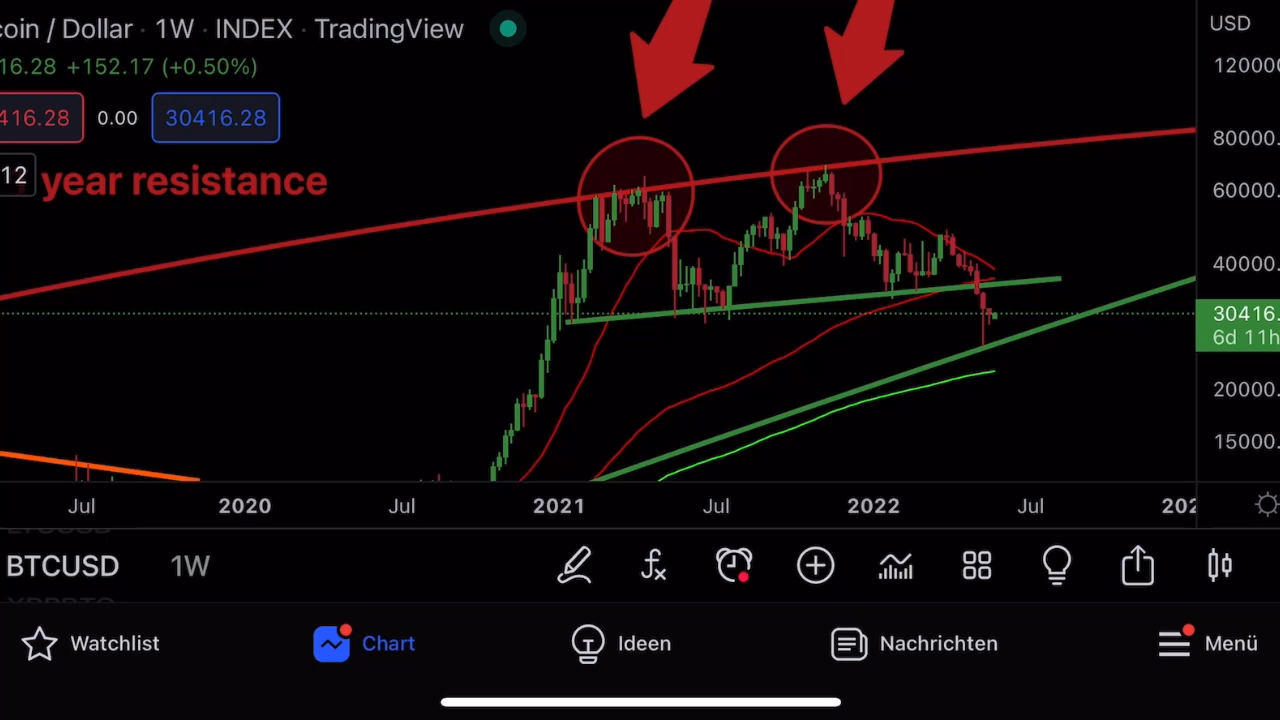 coin / Dollar · 1W · INDEX · TradingView
USD
16.28 +152.17 (+0.50%)
120000
416.28 0.00 30416.28
80000.
12 year resistance
60000.
40000.
30416.
6d 11h
20000.
15000.
Jul 2020 Jul 2021 Jul 2022 Jul 202
BTCUSD 1W
Watchlist Chart Ideen Nachrichten Menü